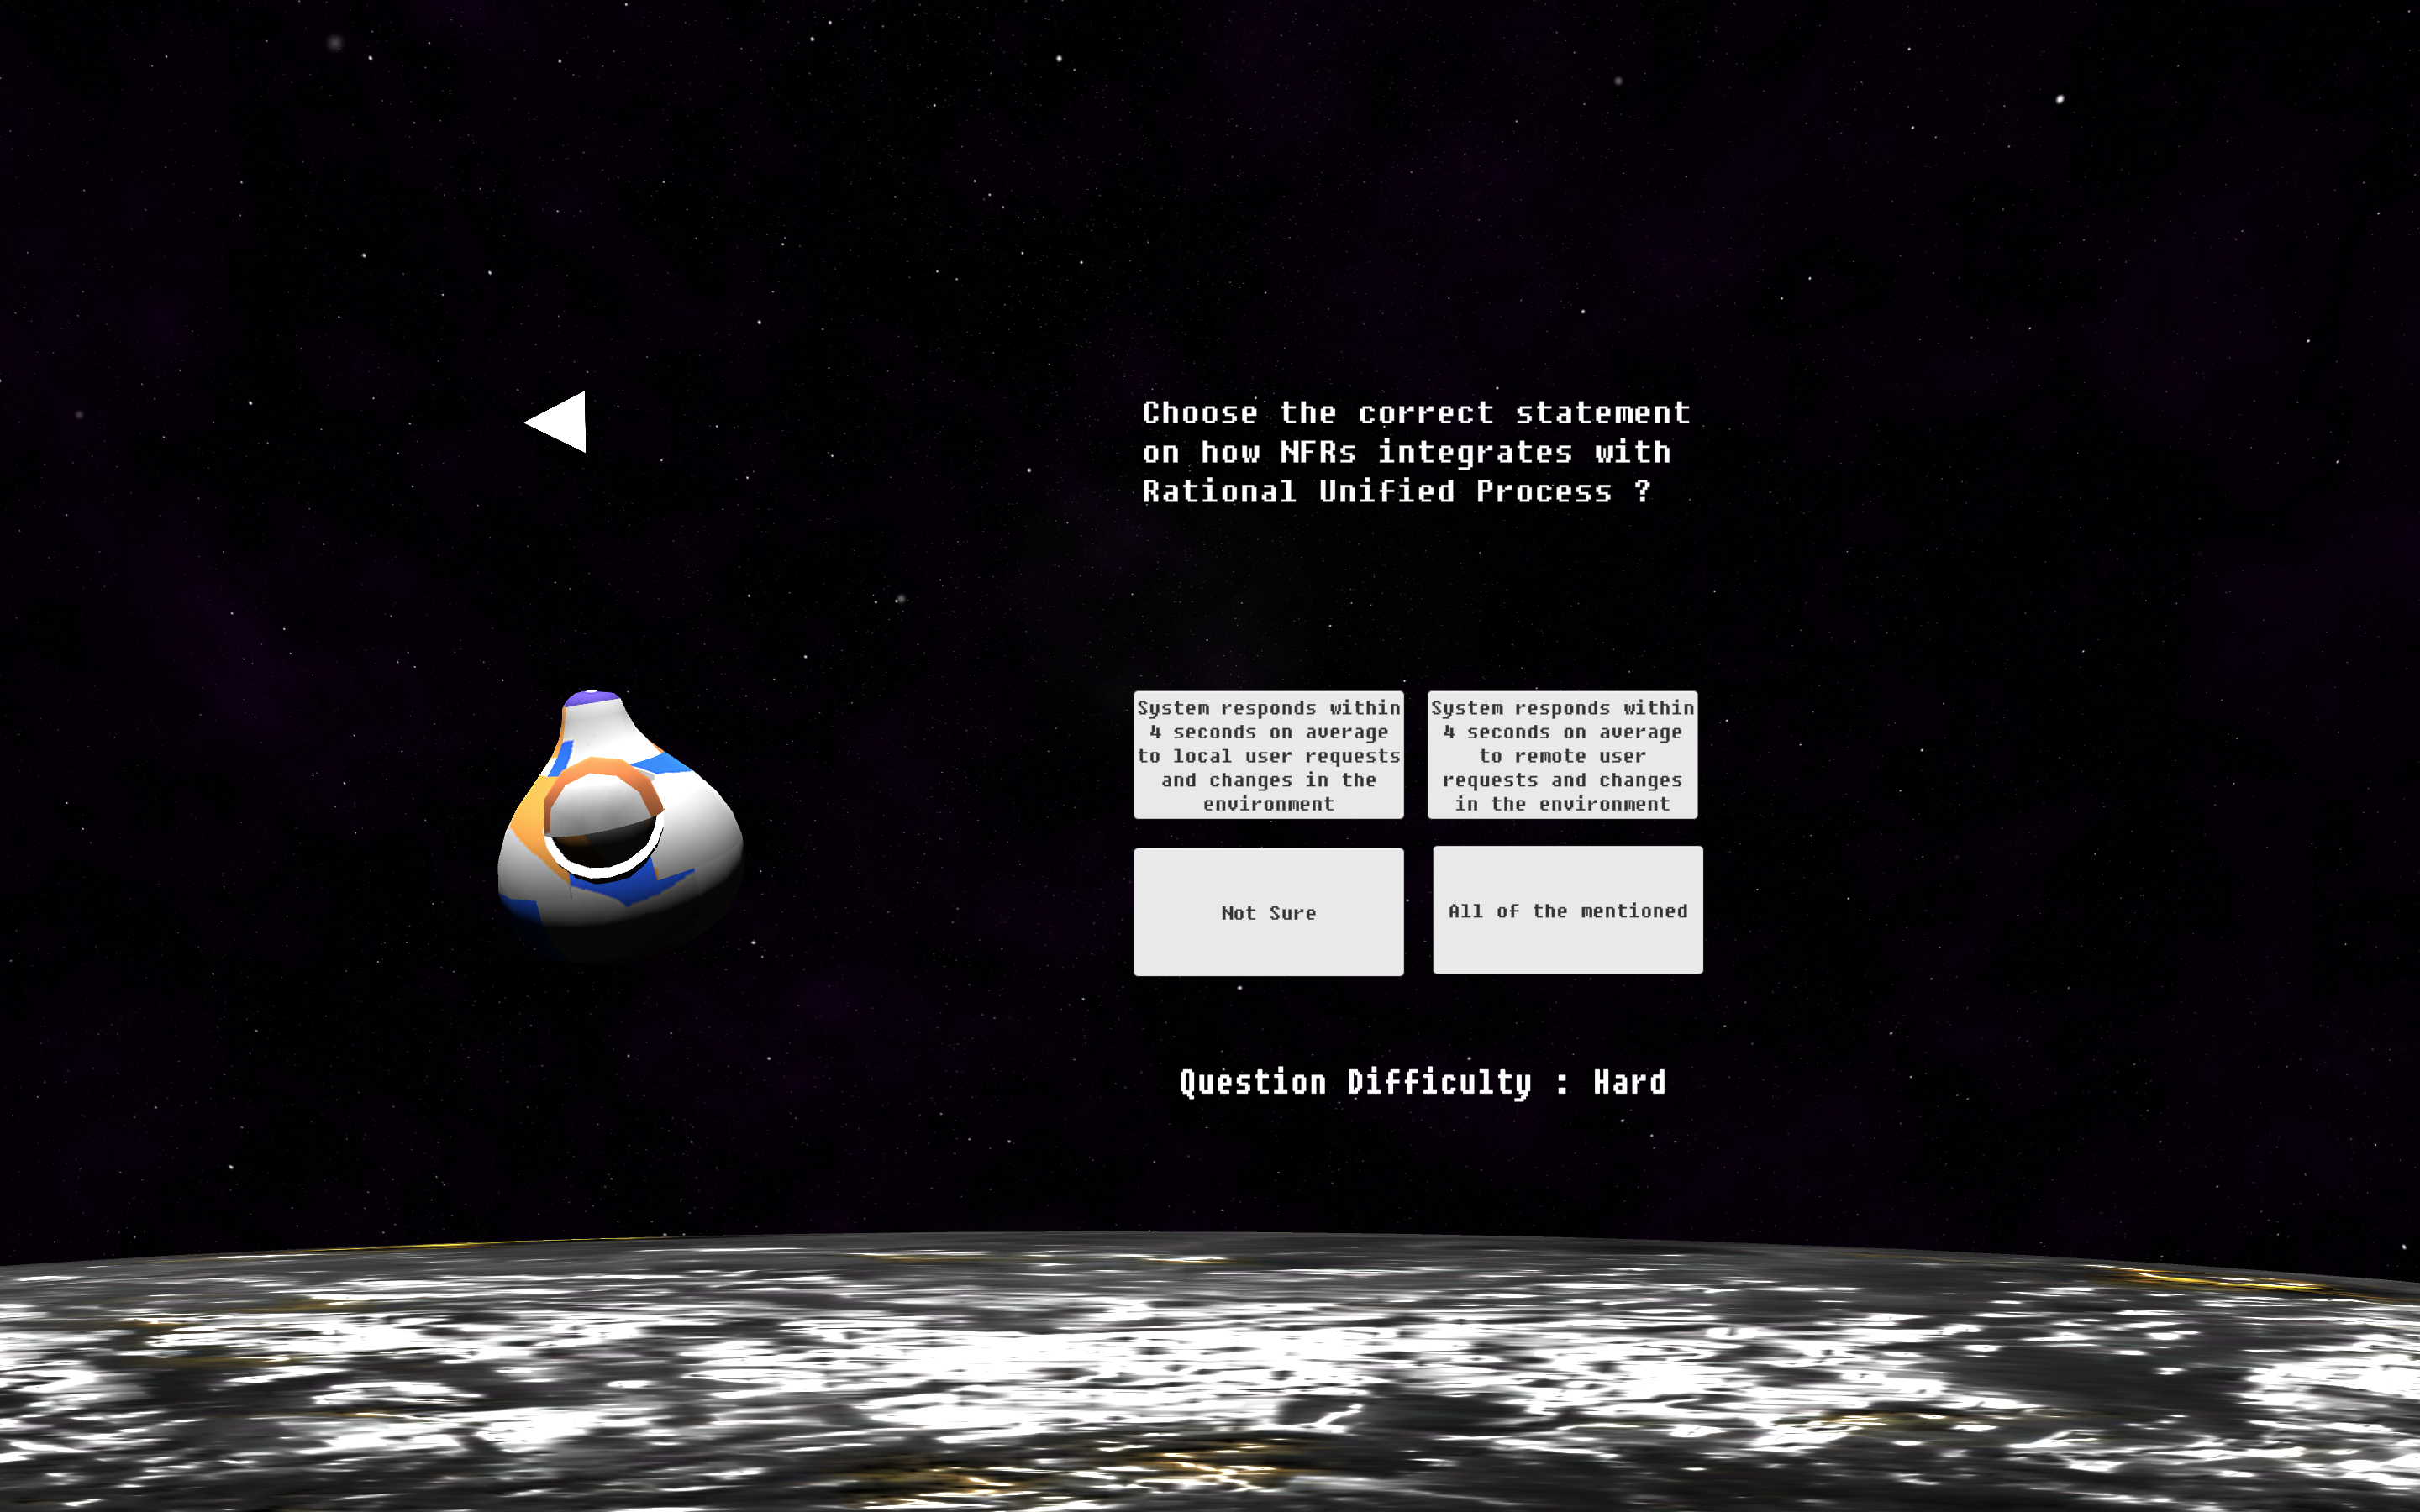 Choose the correct statement
on how NFRs integrates with
Rational Unified Process ?
System responds within
4 seconds on average
to local user requests
and changes in the
environment
System responds within
4 seconds on average
to remote user
requests and changes
in the environment
Not Sure
All of the mentioned
Question Difficulty : Hard